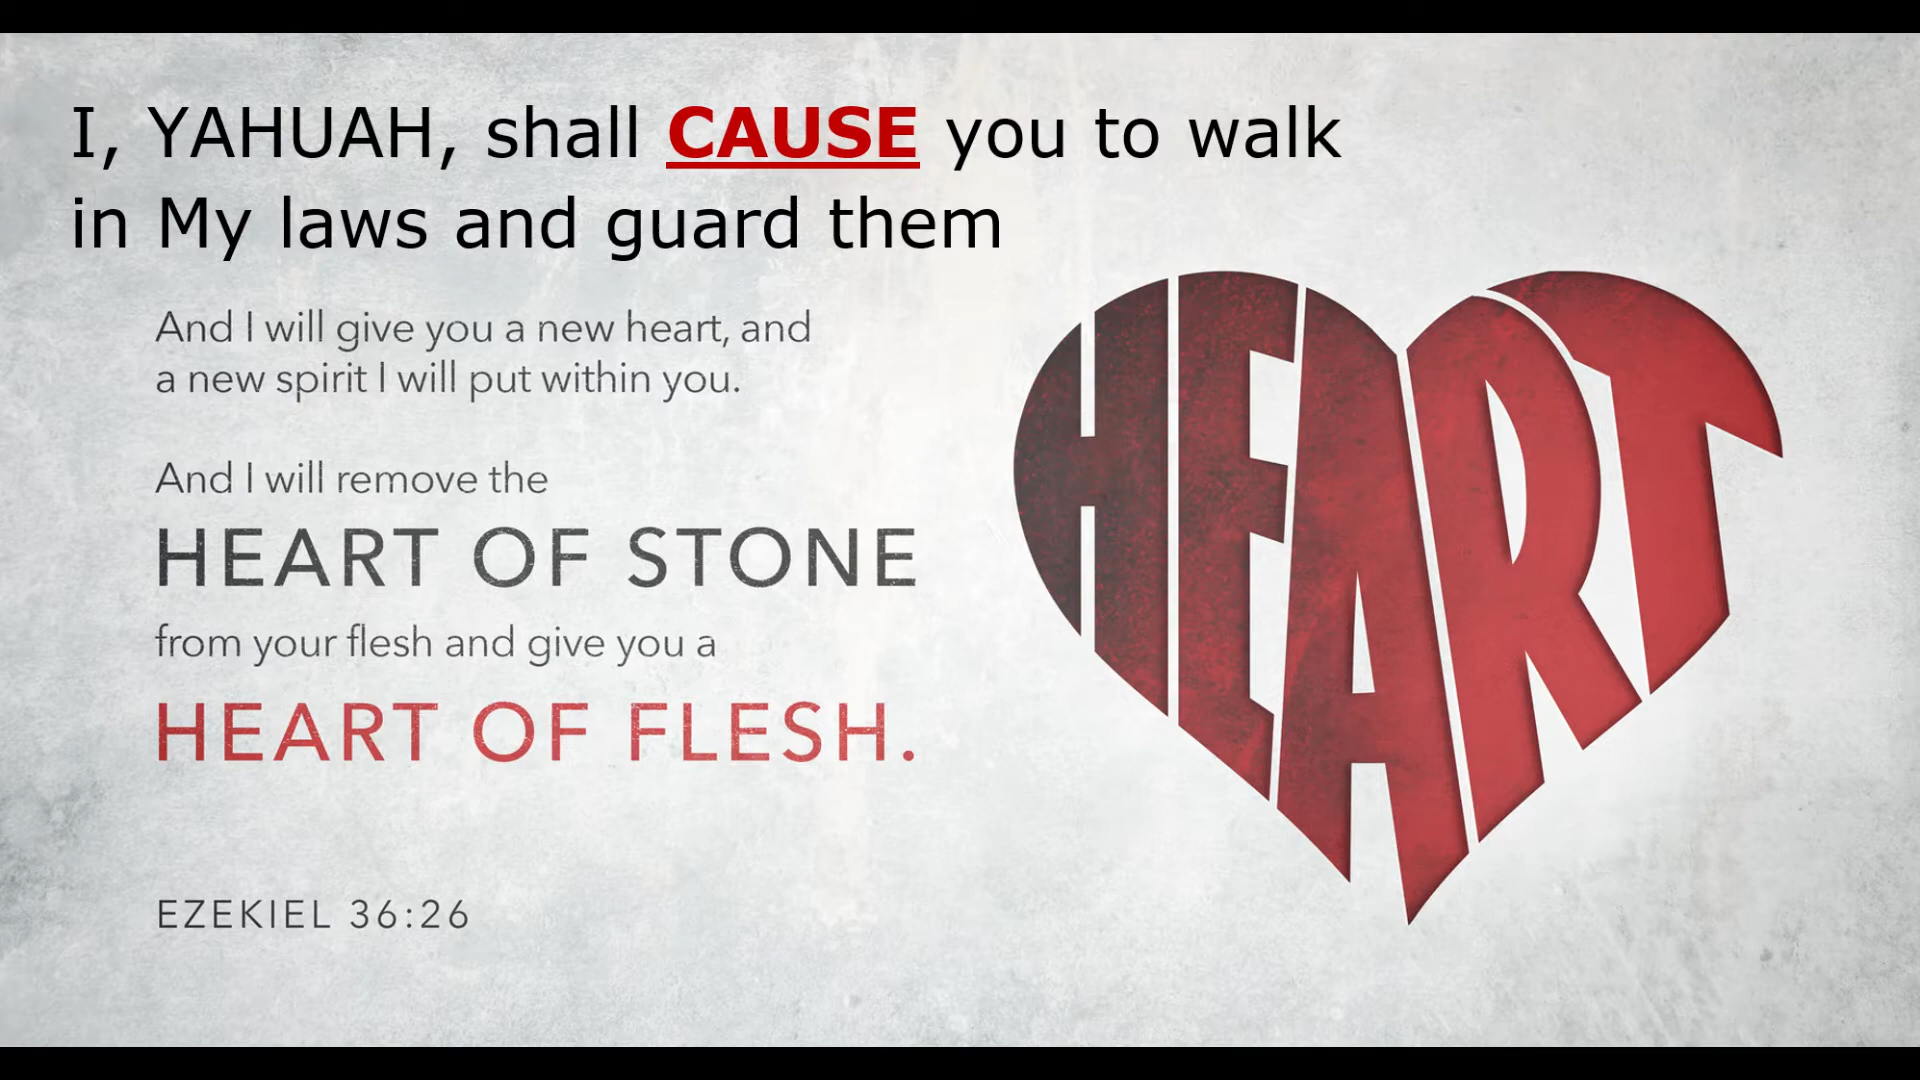 I, YAHUAH, shall CAUSE you to walk
in My laws and guard them
And I will give you a new heart, and
a new spirit I will put within you.
And I will remove the
HEART OF STONE
from your flesh and give you a
HEART OF FLESH.
EZEKIEL 36:26
HEART